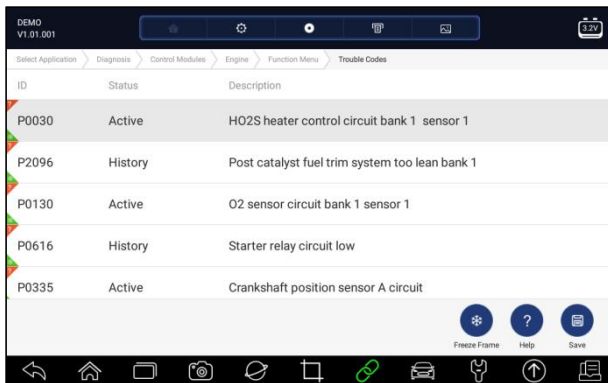 DEMO
V1.01.001
3.2V
Select Application Diagnosis Control Modules Engine Function Menu Trouble Codes
ID Status Description
P0030 Active HO2S heater control circuit bank 1 sensor 1
P2096 History Post catalyst fuel trim system too lean bank 1
P0130 Active O2 sensor circuit bank 1 sensor 1
P0616 History Starter relay circuit low
P0335 Active Crankshaft position sensor A circuit
?
Freeze Frame Help Save